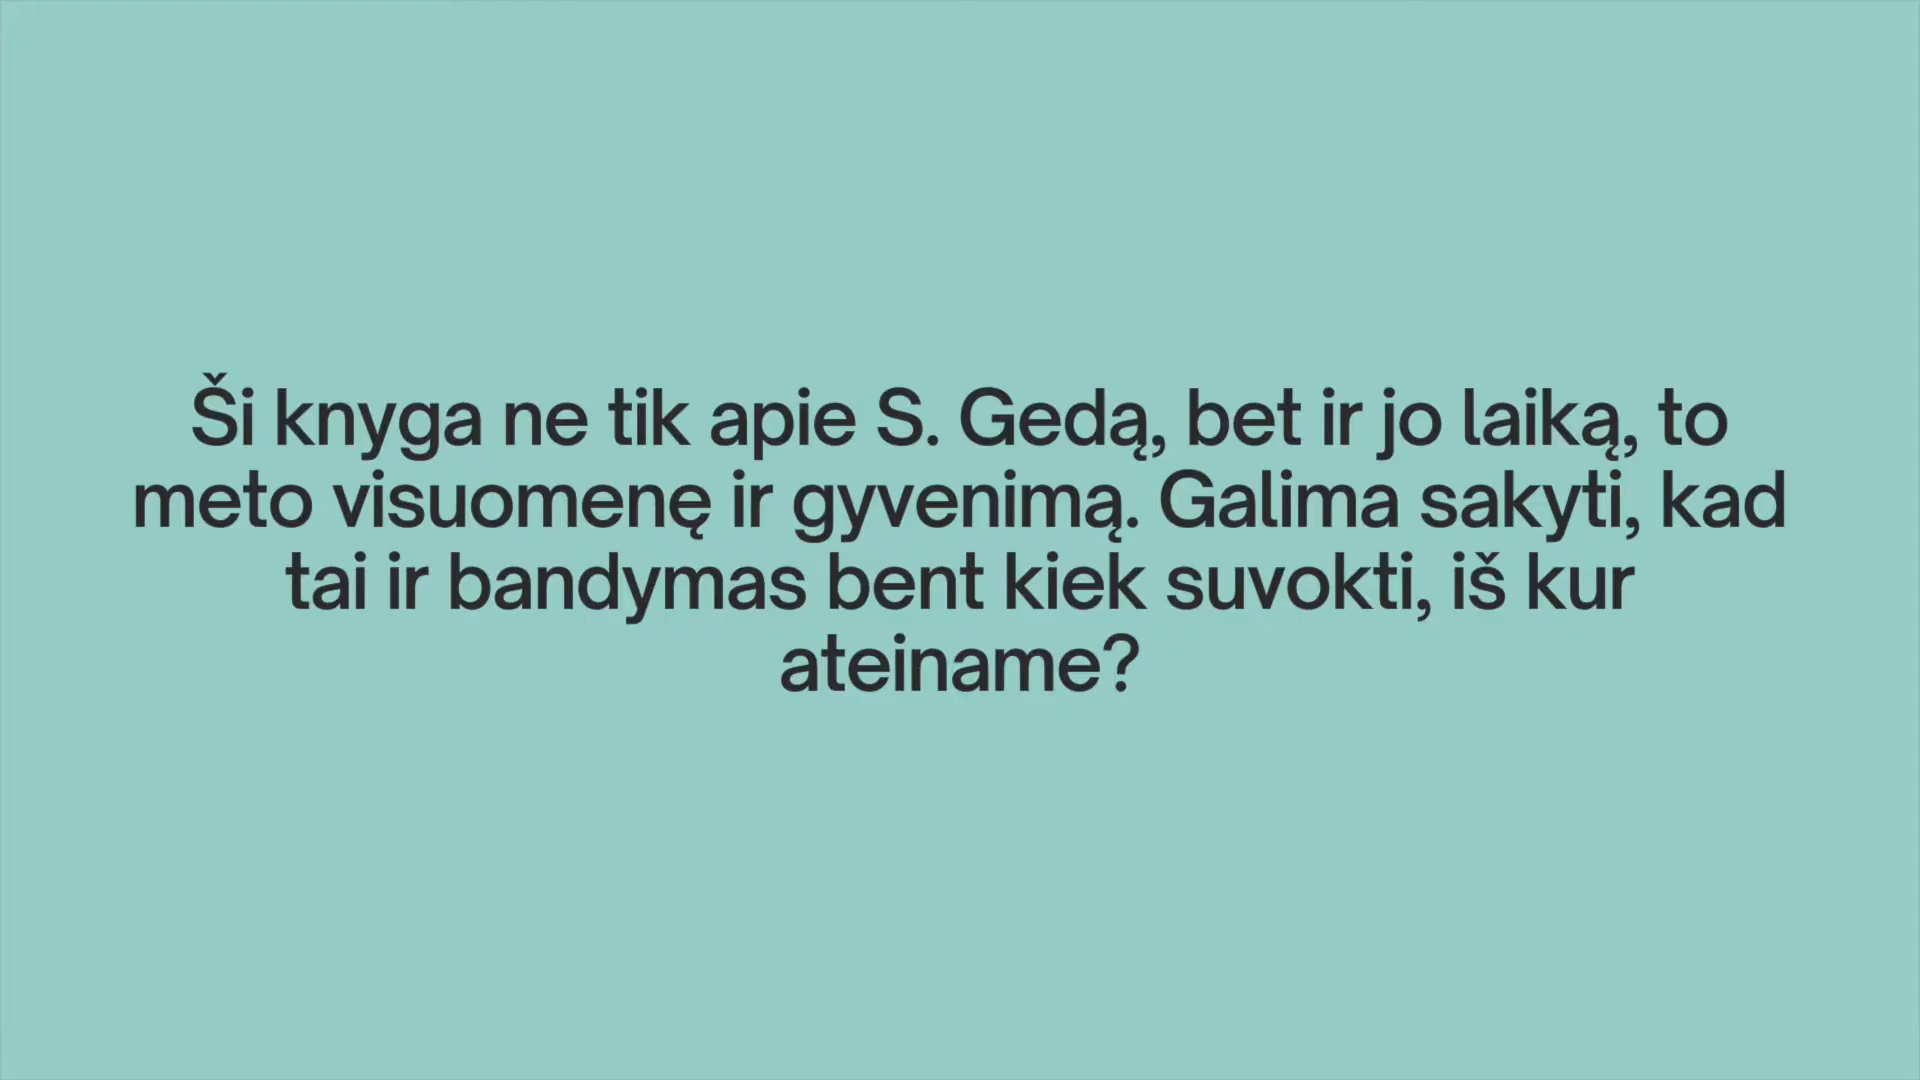 Ši knyga ne tik apie S. Gedą, bet ir jo laiką, to
meto visuomenę ir gyvenimą. Galima sakyti, kad
tai ir bandymas bent kiek suvokti, iš kur
ateiname?